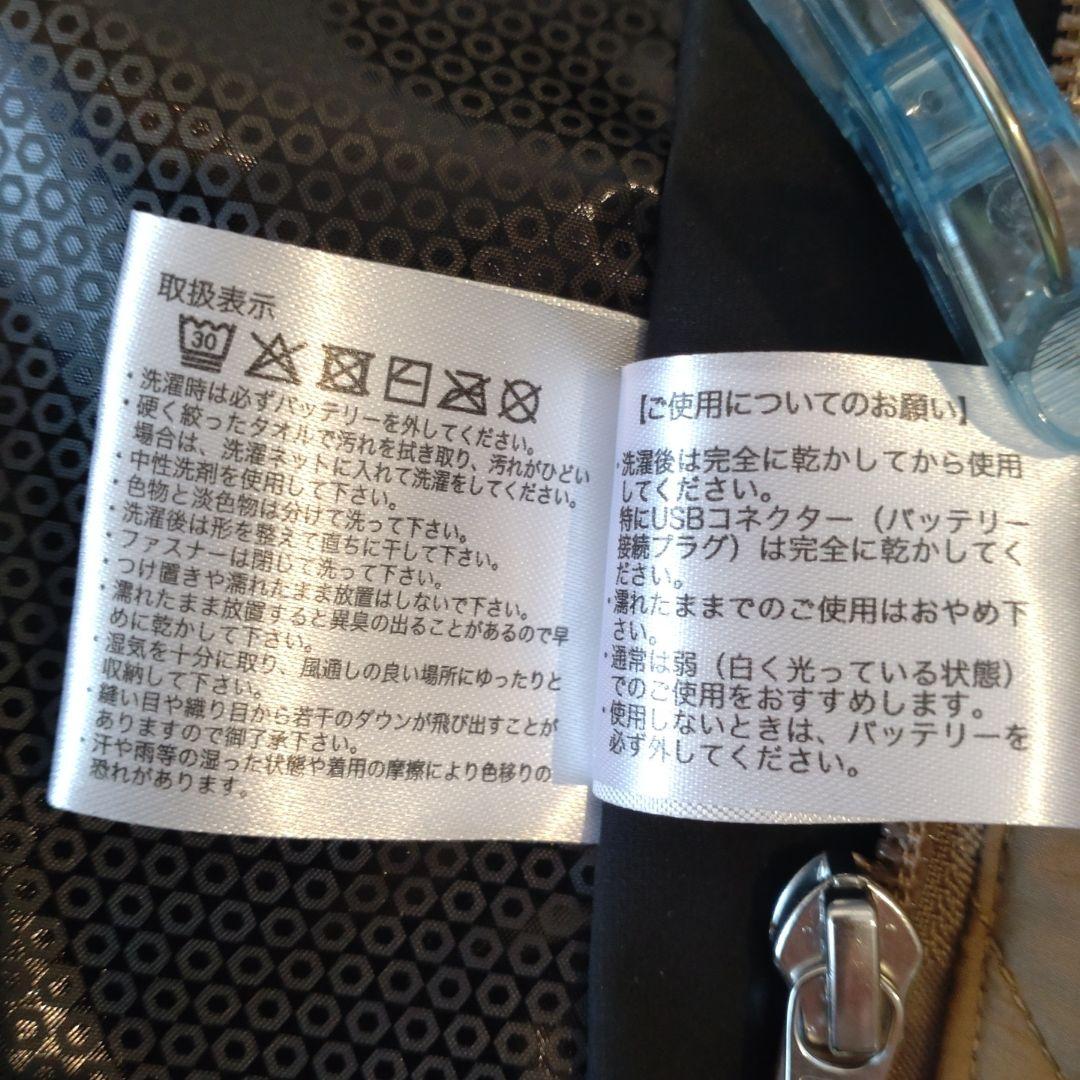 取扱表示
30
・洗濯時は必ずバッテリーを外してください。
・硬く絞ったタオルで汚れを拭き取り、汚れがひどい
場合は、洗濯ネットに入れて洗濯をしてください。
・中性洗剤を使用して下さい。
・色物と淡色物は分けて洗って下さい。
・洗濯後は形を整えて直ちに干して下さい。
・ファスナーは閉じて洗って下さい。
・つけ置きや濡れたまま放置はしないで下さい。
・濡れたまま放置すると異臭の出ることがあるので早
めに乾かして下さい。
・湿気を十分に取り、風通しの良い場所にゆったりと
収納して下さい。
・縫い目や織り目から若干のダウンが飛び出すことが
ありますので御了承下さい。
・汗や雨等の湿った状態や着用の摩擦により色移りの
恐れがあります。
【ご使用についてのお願い】
・洗濯後は完全に乾かしてから使用
してください。
特にUSBコネクター（バッテリー
接続プラグ）は完全に乾かしてく
ださい。
・濡れたままでのご使用はおやめ下
さい。
・通常は弱（白く光っている状態）
でのご使用をおすすめします。
・使用しないときは、バッテリーを
必ず外してください。